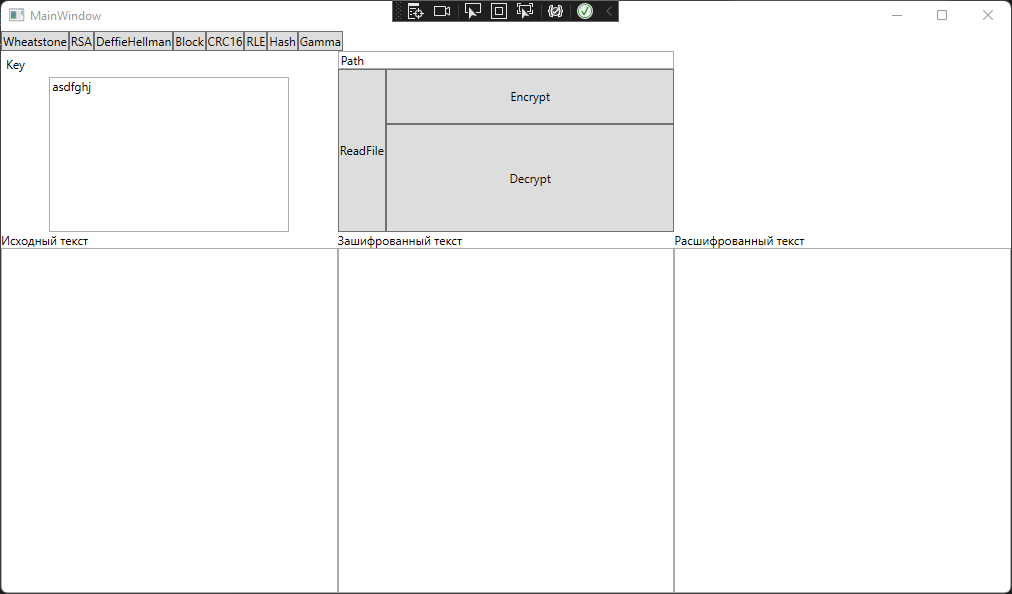 MainWindow
Wheatstone RSA DeffieHellman Block CRC16 RLE Hash Gamma
Key
asdfghj
Path
ReadFile
Encrypt
Decrypt
Исходный текст
Зашифрованный текст
Расшифрованный текст